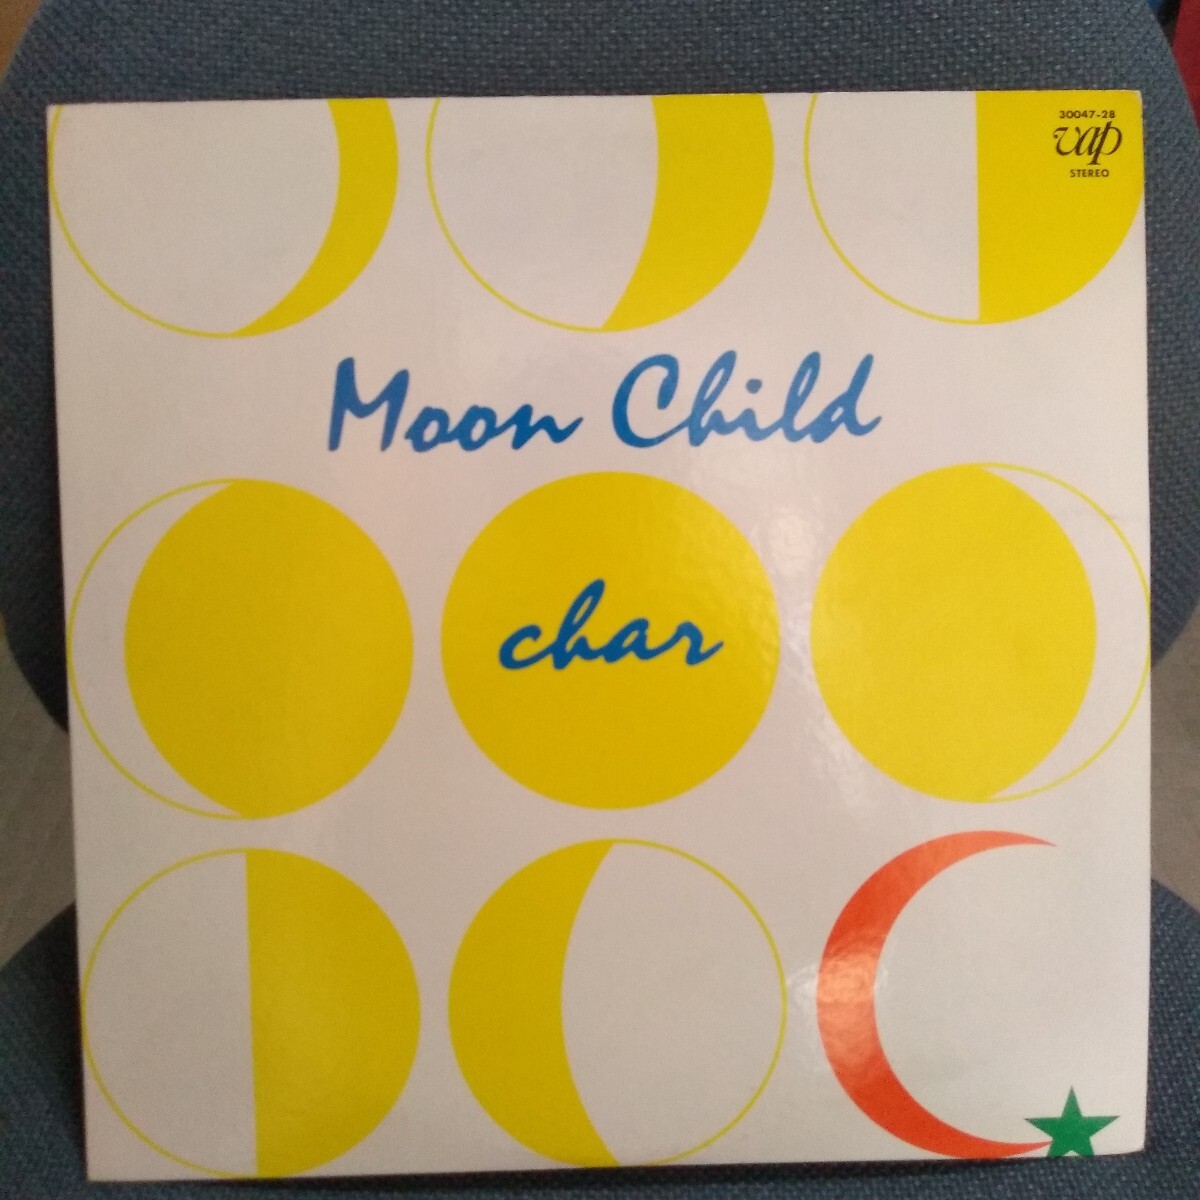 30047-28
vap
STEREO
Moon Child
char